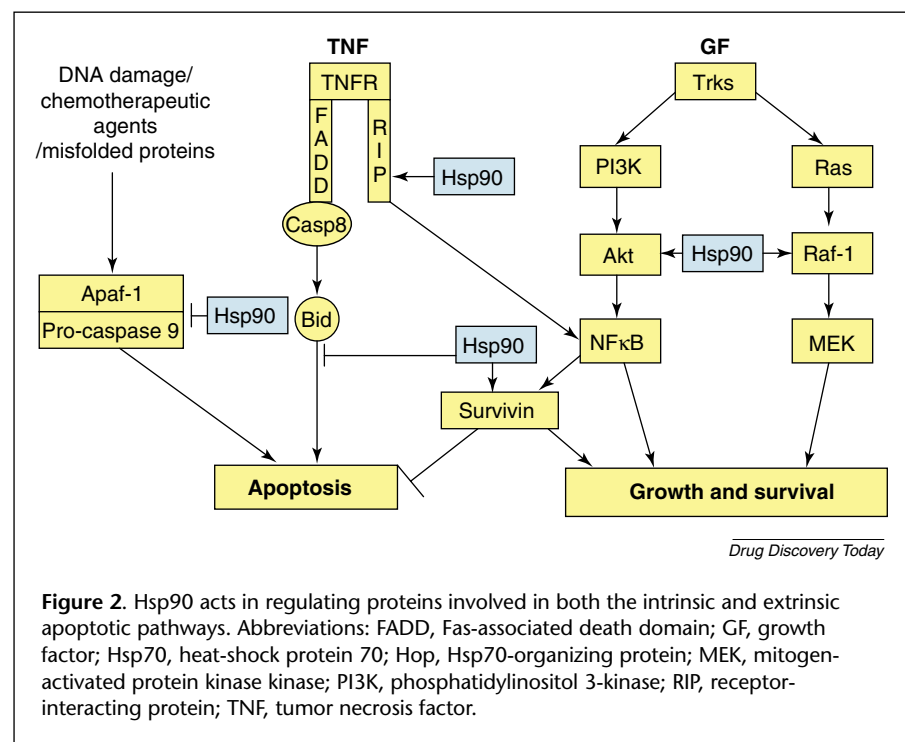 TNF
GF
DNA damage/
chemotherapeutic
agents
/misfolded proteins
TNFR
FADD
RIP
Hsp90
Casp8
Trks
PI3K
Ras
Akt
Hsp90
Raf-1
Apaf-1
Pro-caspase 9
Hsp90
Bid
Hsp90
NFκB
MEK
Survivin
Apoptosis
Growth and survival
Drug Discovery Today
Figure 2. Hsp90 acts in regulating proteins involved in both the intrinsic and extrinsic
apoptotic pathways. Abbreviations: FADD, Fas-associated death domain; GF, growth
factor; Hsp70, heat-shock protein 70; Hop, Hsp70-organizing protein; MEK, mitogen-
activated protein kinase kinase; PI3K, phosphatidylinositol 3-kinase; RIP, receptor-
interacting protein; TNF, tumor necrosis factor.